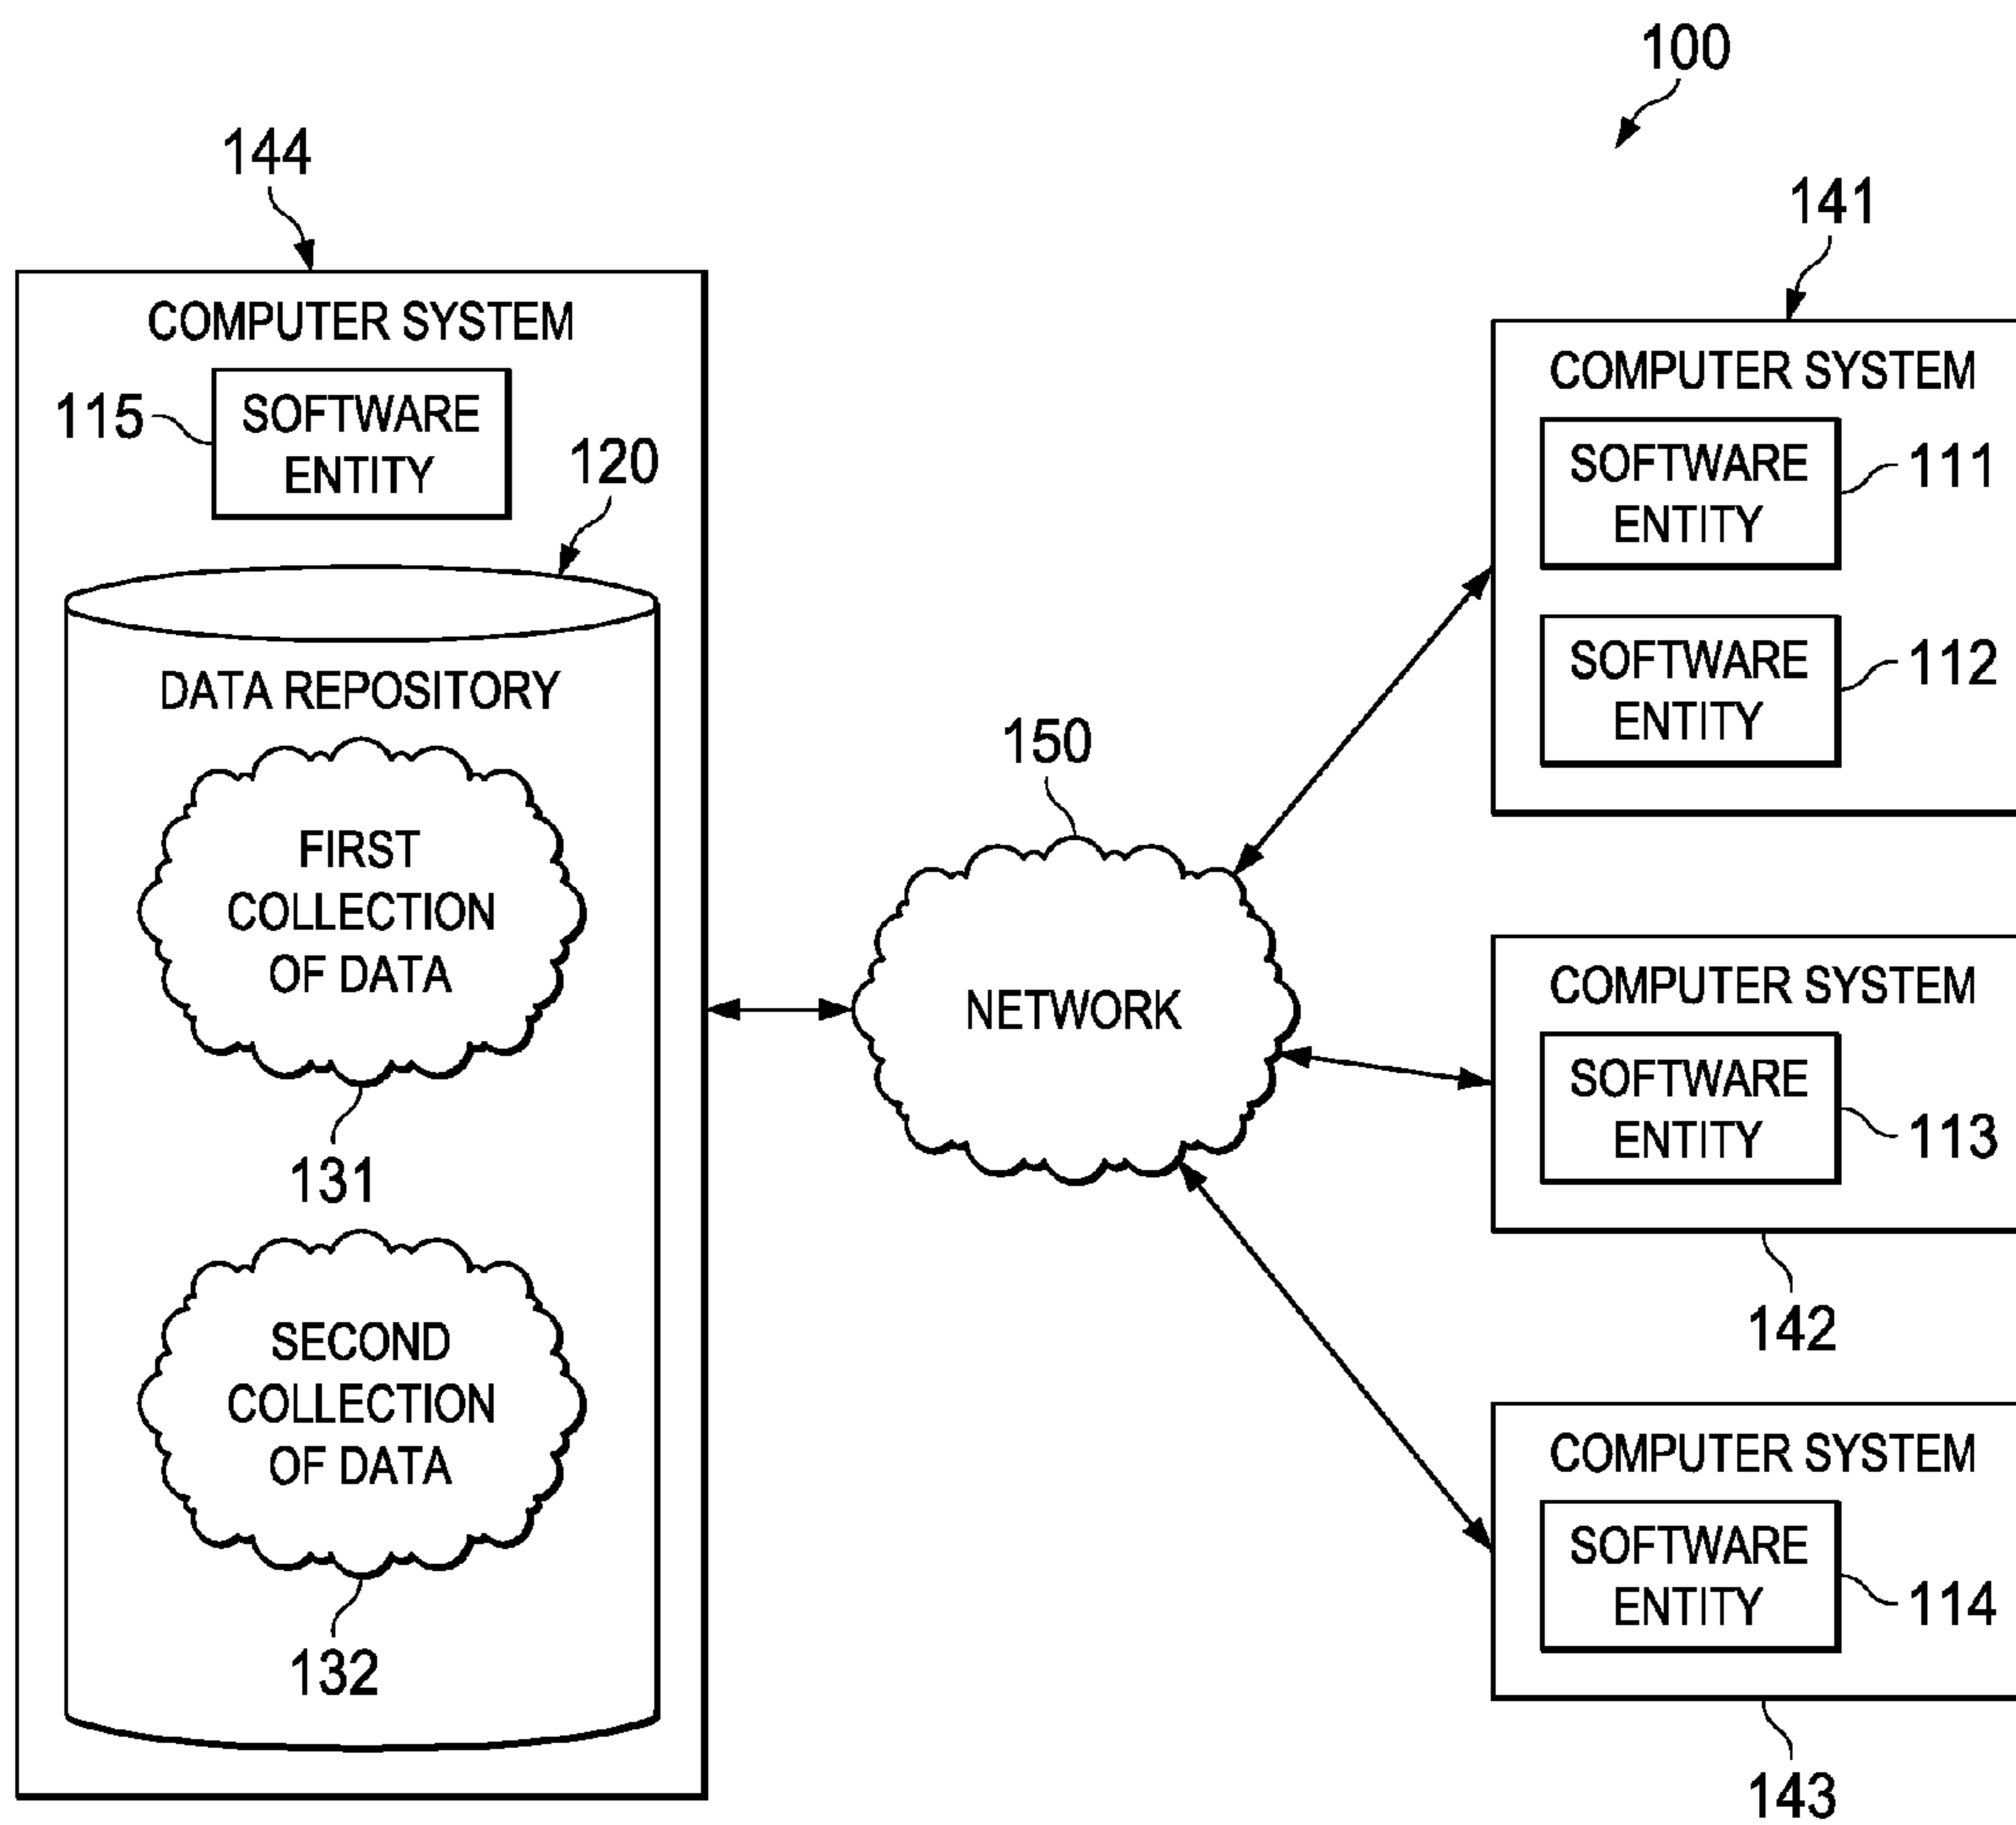 100
144
COMPUTER SYSTEM
115
SOFTWARE
ENTITY
120
DATA REPOSITORY
FIRST
COLLECTION
OF DATA
131
SECOND
COLLECTION
OF DATA
132
150
NETWORK
141
COMPUTER SYSTEM
SOFTWARE
ENTITY
111
SOFTWARE
ENTITY
112
COMPUTER SYSTEM
SOFTWARE
ENTITY
113
142
COMPUTER SYSTEM
SOFTWARE
ENTITY
114
143